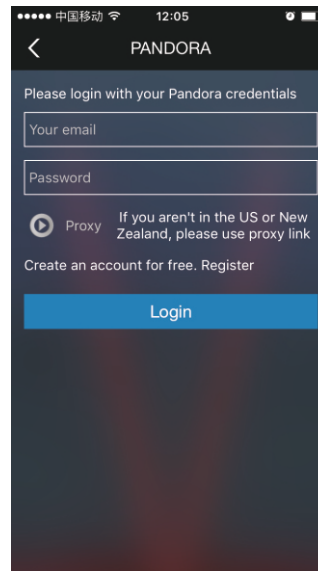 中国移动 12:05
PANDORA
Please login with your Pandora credentials
Your email
Password
Proxy If you aren't in the US or New
Zealand, please use proxy link
Create an account for free. Register
Login